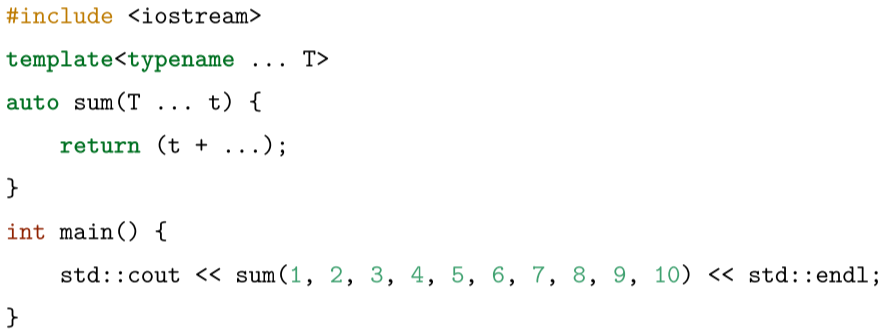 #include <iostream>
template<typename ... T>
auto sum(T ... t) {
    return (t + ...);
}
int main() {
    std::cout << sum(1, 2, 3, 4, 5, 6, 7, 8, 9, 10) << std::endl;
}